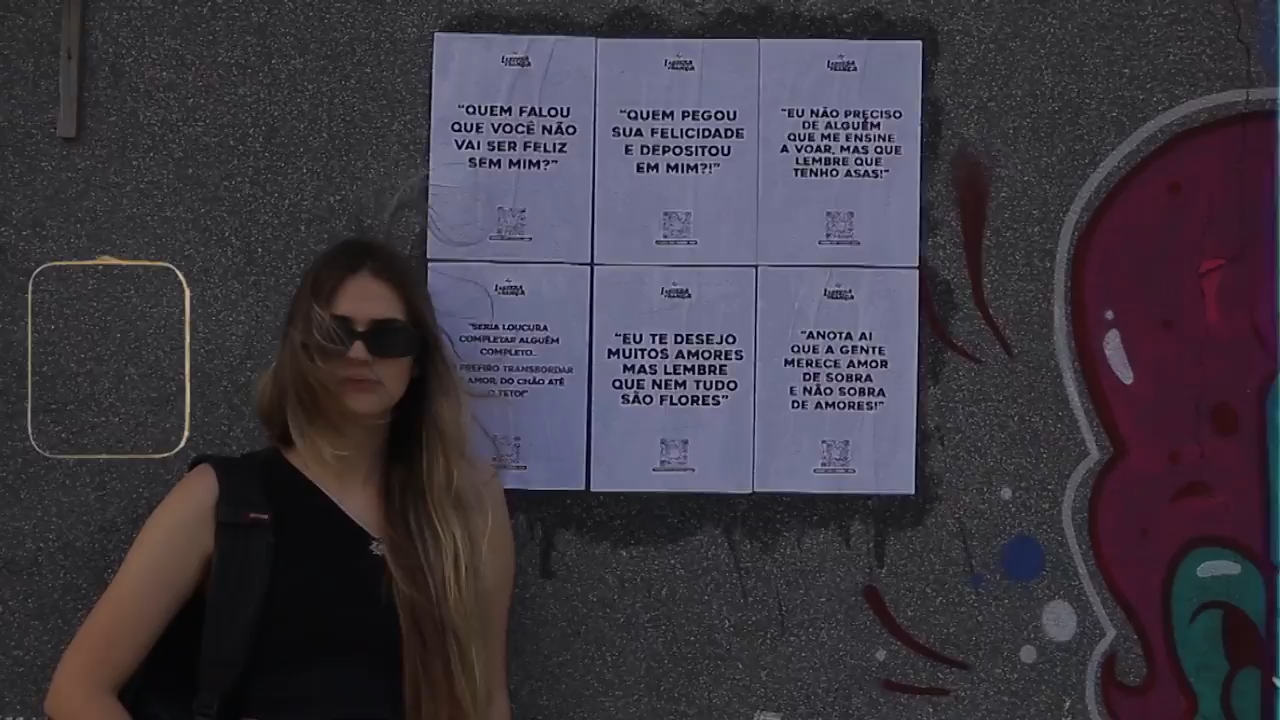 "QUEM FALOU
QUE VOCÊ NÃO
VAI SER FELIZ
SEM MIM?"
"QUEM PEGOU
SUA FELICIDADE
E DEPOSITOU
EM MIM?!"
"EU NÃO PRECISO
DE ALGUÉM
QUE ME ENSINE
A VOAR, MAS QUE
LEMBRE QUE
TENHO ASAS!"
"SERIA LOUCURA
COMPLETAR ALGUÉM
COMPLETO...
PREFIRO TRANSBORDAR
AMOR, DO CHÃO ATÉ
O TETO!"
"EU TE DESEJO
MUITOS AMORES
MAS LEMBRE
QUE NEM TUDO
SÃO FLORES"
"ANOTA AI
QUE A GENTE
MERECE AMOR
DE SOBRA
E NÃO SOBRA
DE AMORES!"